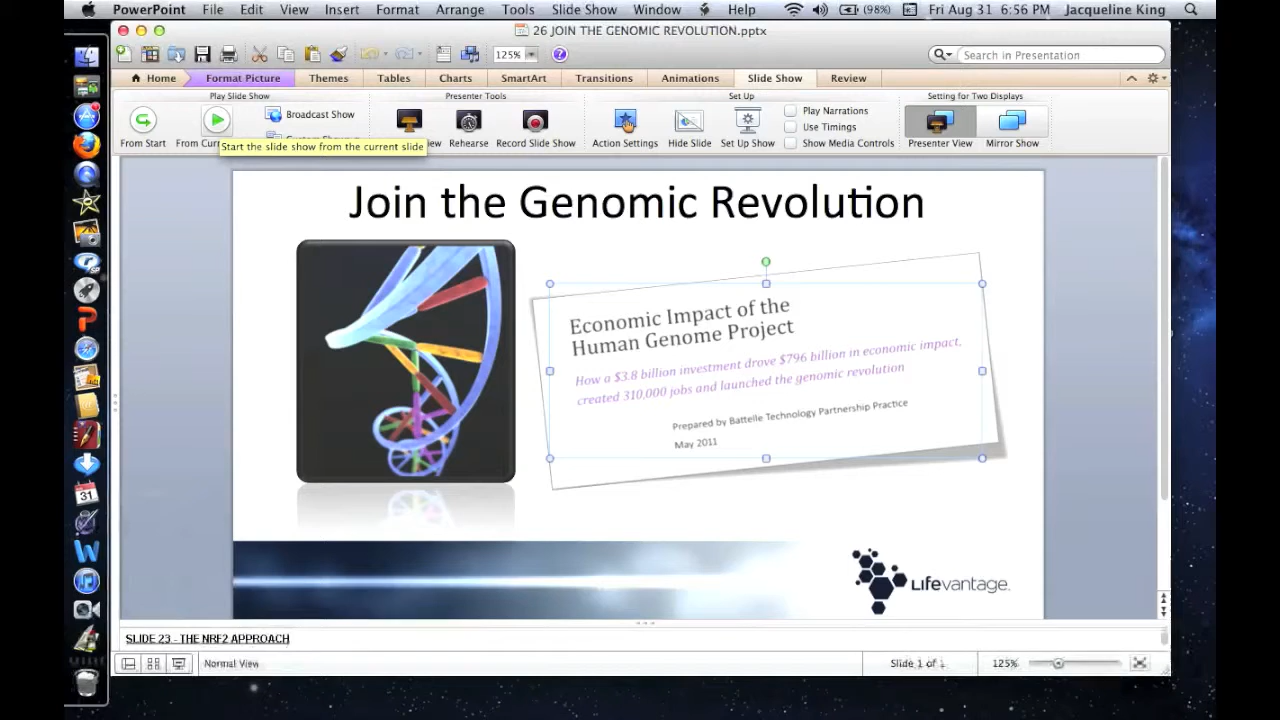 PowerPoint File Edit View Insert Format Arrange Tools Slide Show Window Help (98%) Fri Aug 31 6:56 PM Jacqueline King
26 JOIN THE GENOMIC REVOLUTION.pptx
125% Search in Presentation
Home Format Picture Themes Tables Charts SmartArt Transitions Animations Slide Show Review
Play Slide Show Presenter Tools Set Up Setting for Two Displays
Broadcast Show Play Narrations
Use Timings
From Start Rehearse Record Slide Show Action Settings Hide Slide Set Up Show Show Media Controls Presenter View Mirror Show
Start the slide show from the current slide
Join the Genomic Revolution
Economic Impact of the
Human Genome Project
How a $3.8 billion investment drove $796 billion in economic impact,
created 310,000 jobs and launched the genomic revolution
Prepared by Battelle Technology Partnership Practice
May 2011
Lifevantage.
SLIDE 23 - THE NRF2 APPROACH
Normal View Slide 1 of 125%
31